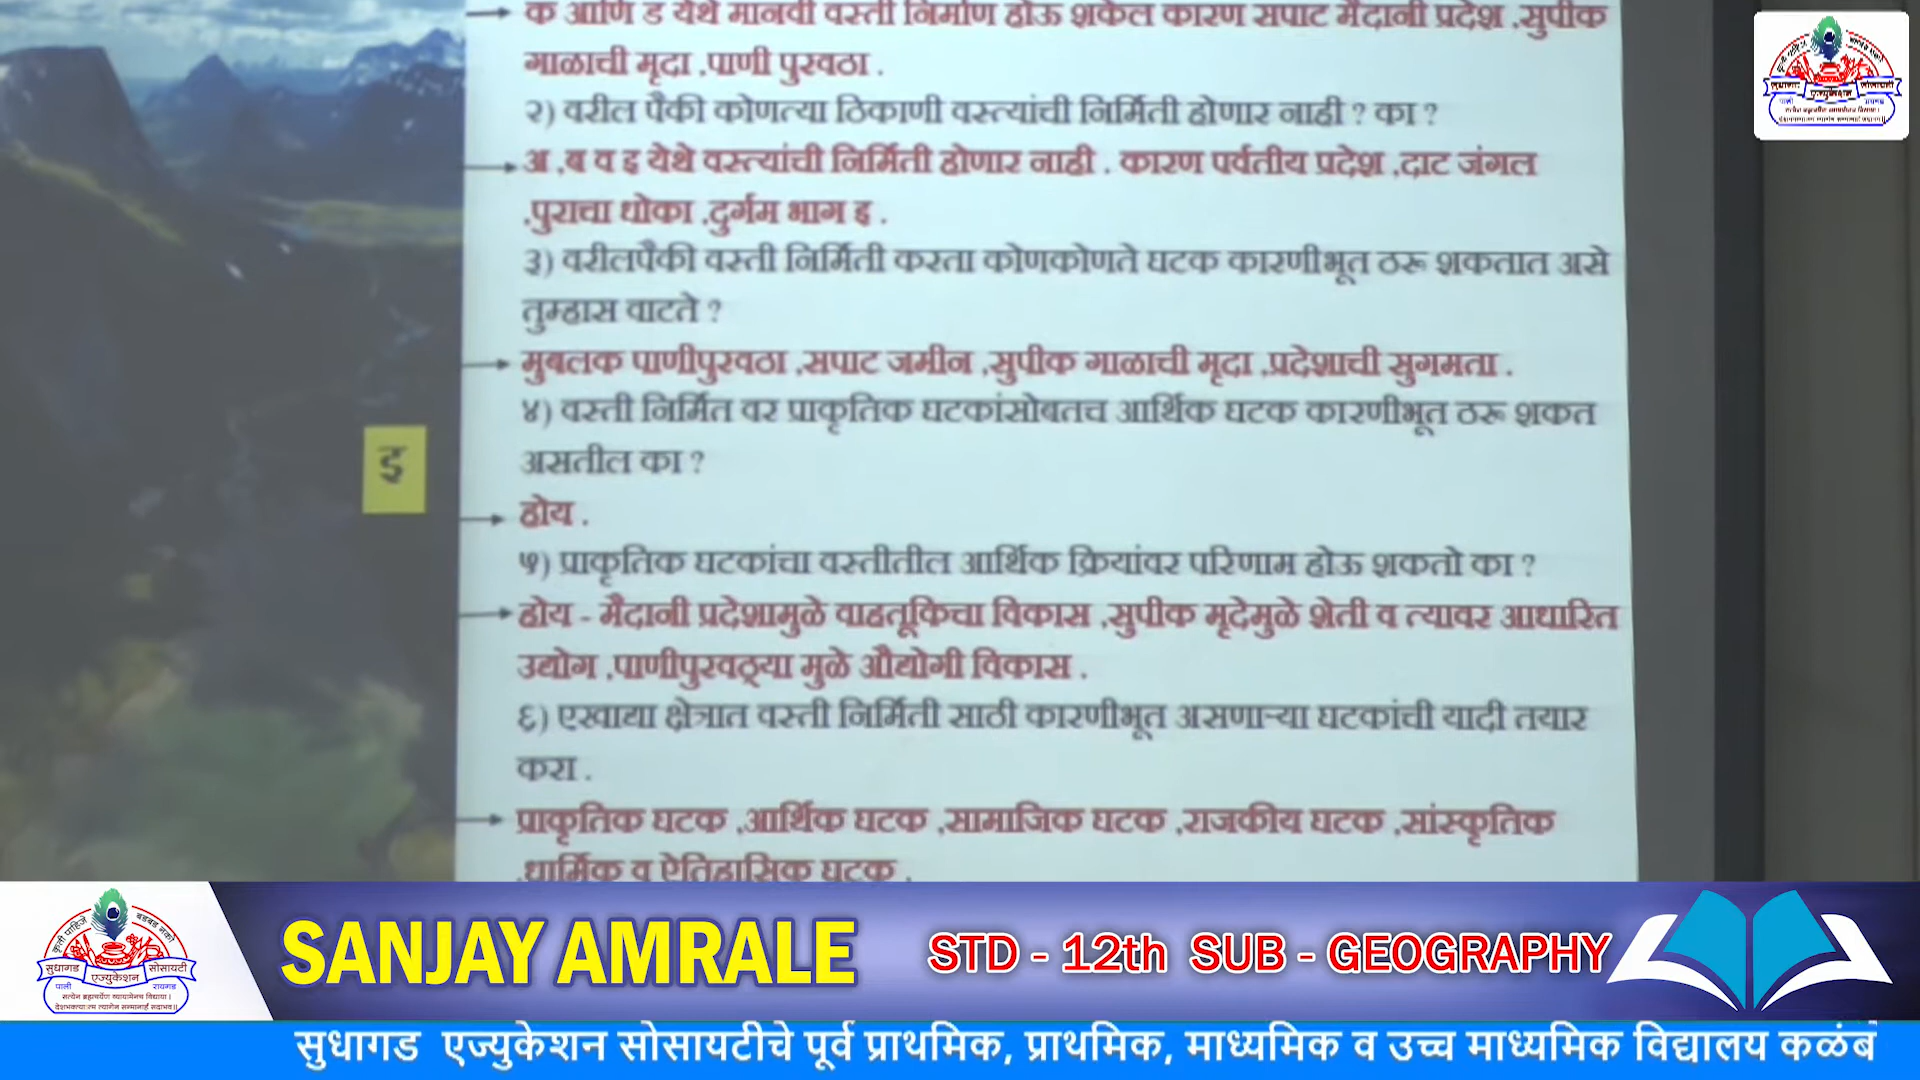 क आणि ड येथे मानवी वस्ती निर्माण होऊ शकेल कारण सपाट मैदानी प्रदेश ,सुपीक
गाळाची मृदा .पाणी पुरवठा .
२) वरील पैकी कोणत्या ठिकाणी वस्त्यांची निर्मिती होणार नाही ? का ?
अ ,ब व इ येथे वस्त्यांची निर्मिती होणार नाही . कारण पर्वतीय प्रदेश ,दाट जंगल
,पुराचा धोका ,दुर्गम भाग इ .
३) वरीलपैकी वस्ती निर्मिती करता कोणकोणते घटक कारणीभूत ठरू शकतात असे
तुम्हास वाटते ?
मुबलक पाणीपुरवठा ,सपाट जमीन ,सुपीक गाळाची मृदा ,प्रदेशाची सुगमता .
४) वस्ती निर्मित वर प्राकृतिक घटकांसोबतच आर्थिक घटक कारणीभूत ठरू शकत
असतील का ?
इ
होय .
५) प्राकृतिक घटकांचा वस्तीतील आर्थिक क्रियांवर परिणाम होऊ शकतो का ?
होय - मैदानी प्रदेशामुळे वाहतूकिचा विकास ,सुपीक मृदेमुळे शेती व त्यावर आधारित
उद्योग ,पाणीपुरवठ्या मुळे औद्योगी विकास .
६) एखाद्या क्षेत्रात वस्ती निर्मिती साठी कारणीभूत असणाऱ्या घटकांची यादी तयार
करा .
प्राकृतिक घटक ,आर्थिक घटक ,सामाजिक घटक ,राजकीय घटक ,सांस्कृतिक
,धार्मिक व ऐतिहासिक घटक .
SANJAY AMRALE
STD - 12th SUB - GEOGRAPHY
कृती पाहिजे बडबड नको
सुधागड एज्युकेशन सोसायटी
पाली रायगड
सुधागड एज्युकेशन सोसायटीचे पूर्व प्राथमिक, प्राथमिक, माध्यमिक व उच्च माध्यमिक विद्यालय कळंब